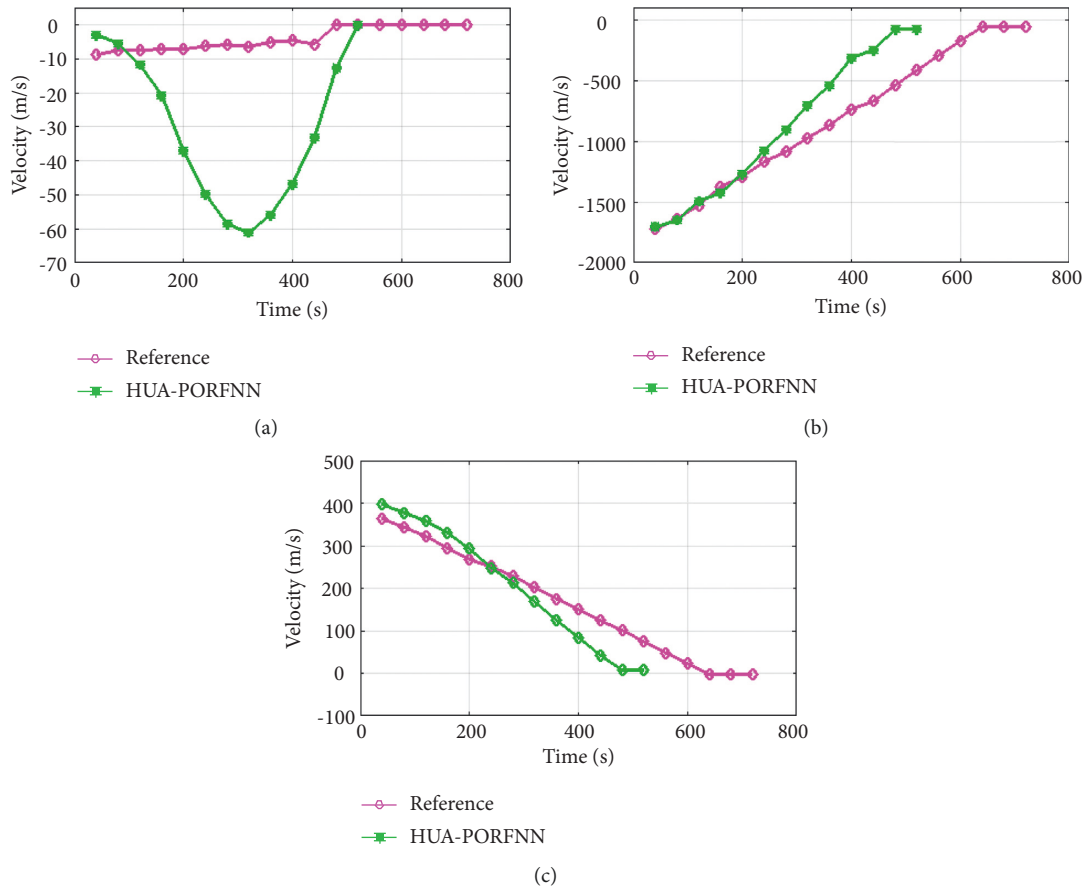 0
-10
-20
-30
-40
-50
-60
-70
Velocity (m/s)
0 200 400 600 800
Time (s)
Reference
HUA-PORFNN
(a)
0
-500
-1000
-1500
-2000
Velocity (m/s)
0 200 400 600 800
Time (s)
Reference
HUA-PORFNN
(b)
500
400
300
200
100
0
-100
Velocity (m/s)
0 200 400 600 800
Time (s)
Reference
HUA-PORFNN
(c)